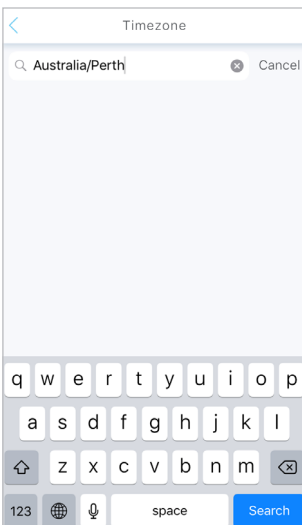 Timezone
Australia/Perth Cancel
q w e r t y u i o p
a s d f g h j k l
z x c v b n m
123 space Search